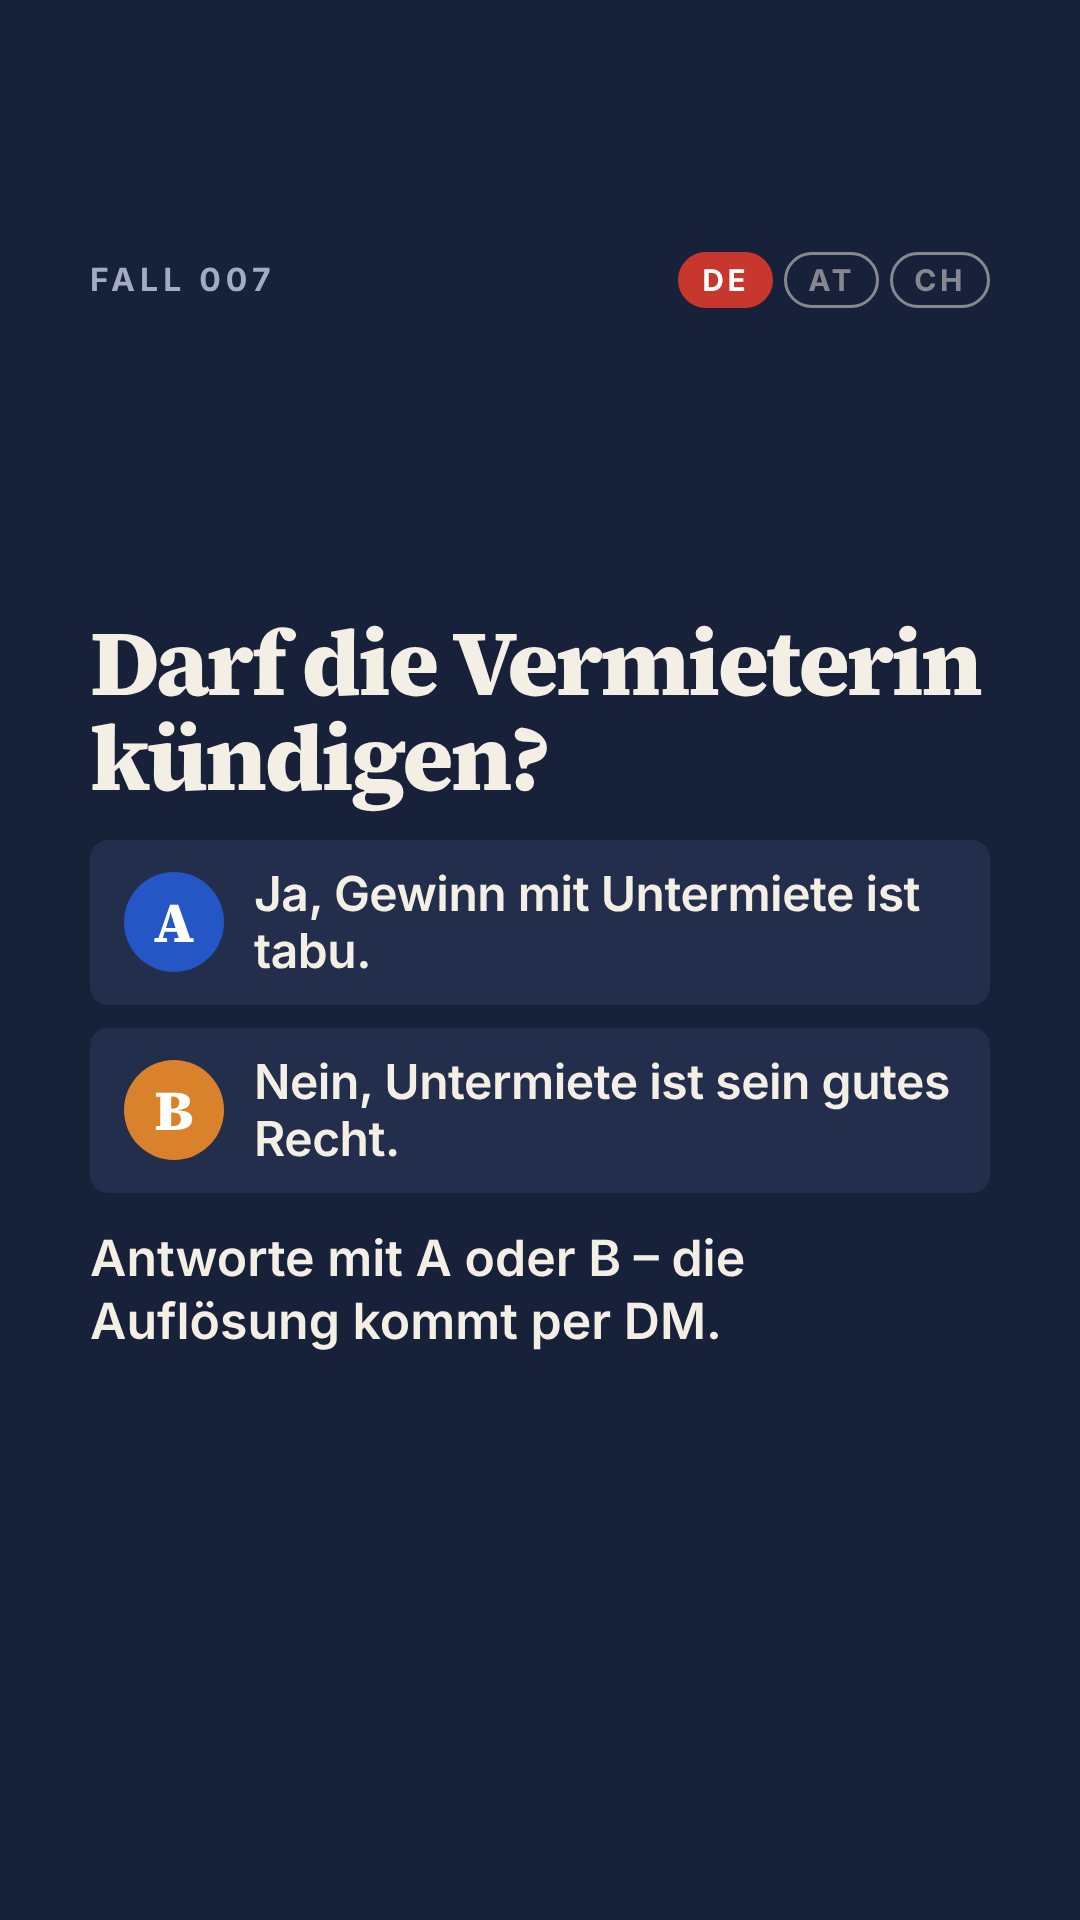 FALL 007
DE AT CH
Darf die Vermieterin
kündigen?
A
Ja, Gewinn mit Untermiete ist
tabu.
B
Nein, Untermiete ist sein gutes
Recht.
Antworte mit A oder B – die
Auflösung kommt per DM.